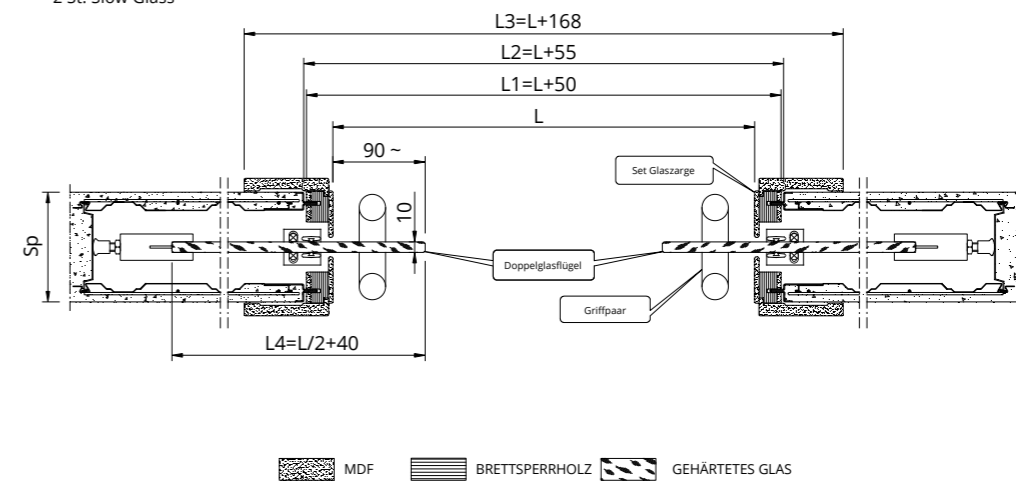 2 St. Slow Glass
L3=L+168
L2=L+55
L1=L+50
L
90 ~
Set Glaszarge
10
Sp
Doppelglasflügel
Griffpaar
L4=L/2+40
MDF
BRETTSPERRHOLZ
GEHÄRTETES GLAS